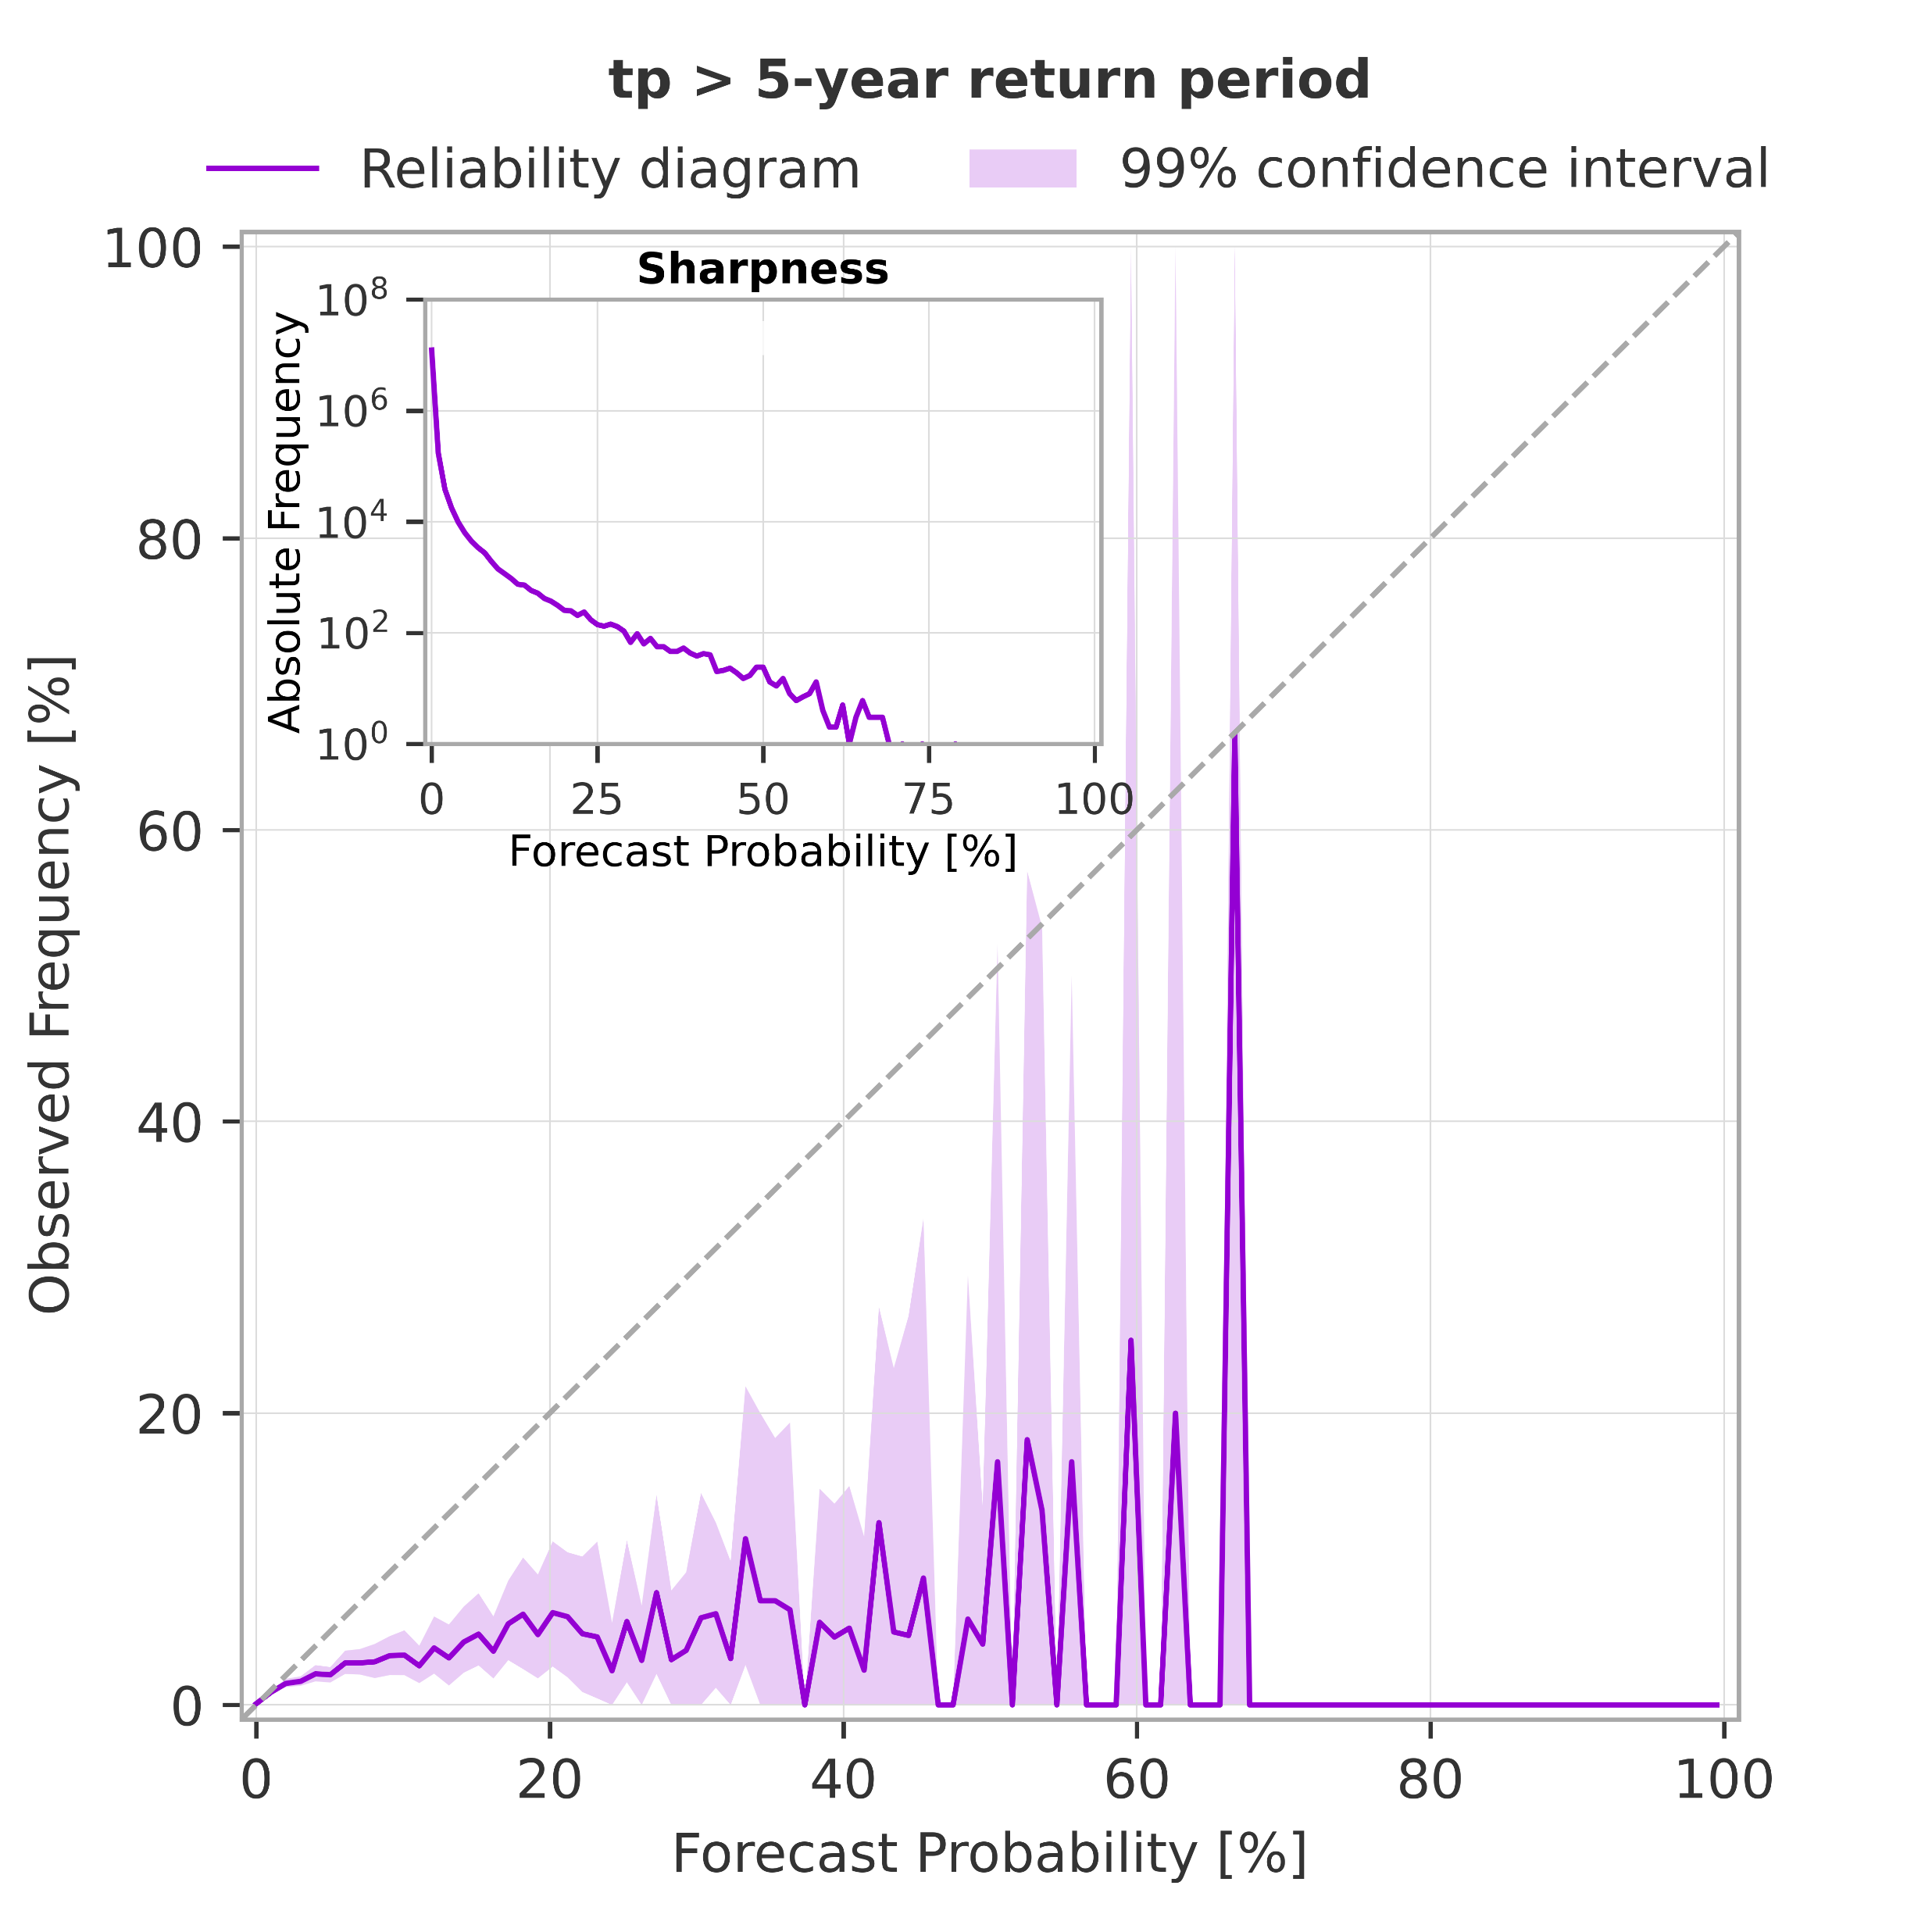 tp > 5-year return period
Reliability diagram
99% confidence interval
Sharpness
Absolute Frequency
10^8
10^6
10^4
10^2
10^0
0 25 50 75 100
Forecast Probability [%]
Observed Frequency [%]
100
80
60
40
20
0
0 20 40 60 80 100
Forecast Probability [%]